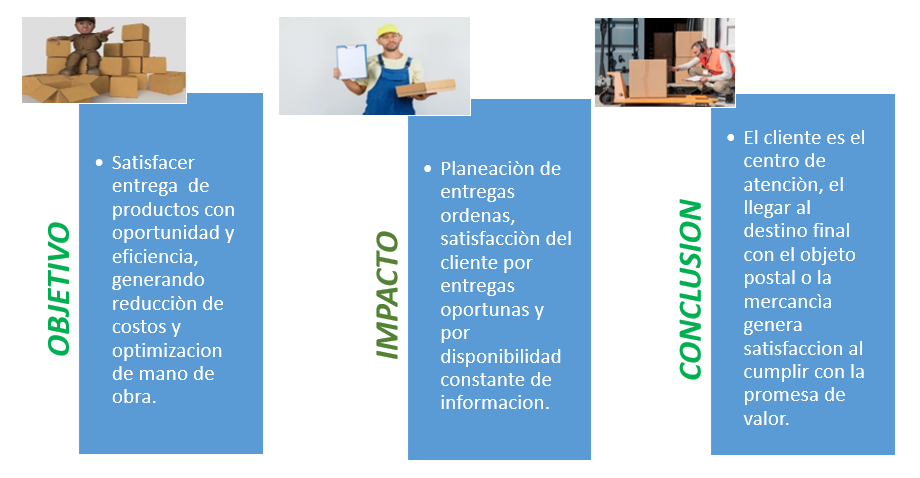 OBJETIVO
• Satisfacer
entrega  de
productos con
oportunidad y
eficiencia,
generando
reducciòn de
costos y
optimizacion
de mano de
obra.
IMPACTO
• Planeaciòn de
entregas
ordenas,
satisfacciòn del
cliente por
entregas
oportunas y
por
disponibilidad
constante de
informacion.
CONCLUSION
• El cliente es el
centro de
atenciòn, el
llegar al
destino final
con el objeto
postal o la
mercancìa
genera
satisfaccion al
cumplir con la
promesa de
valor.